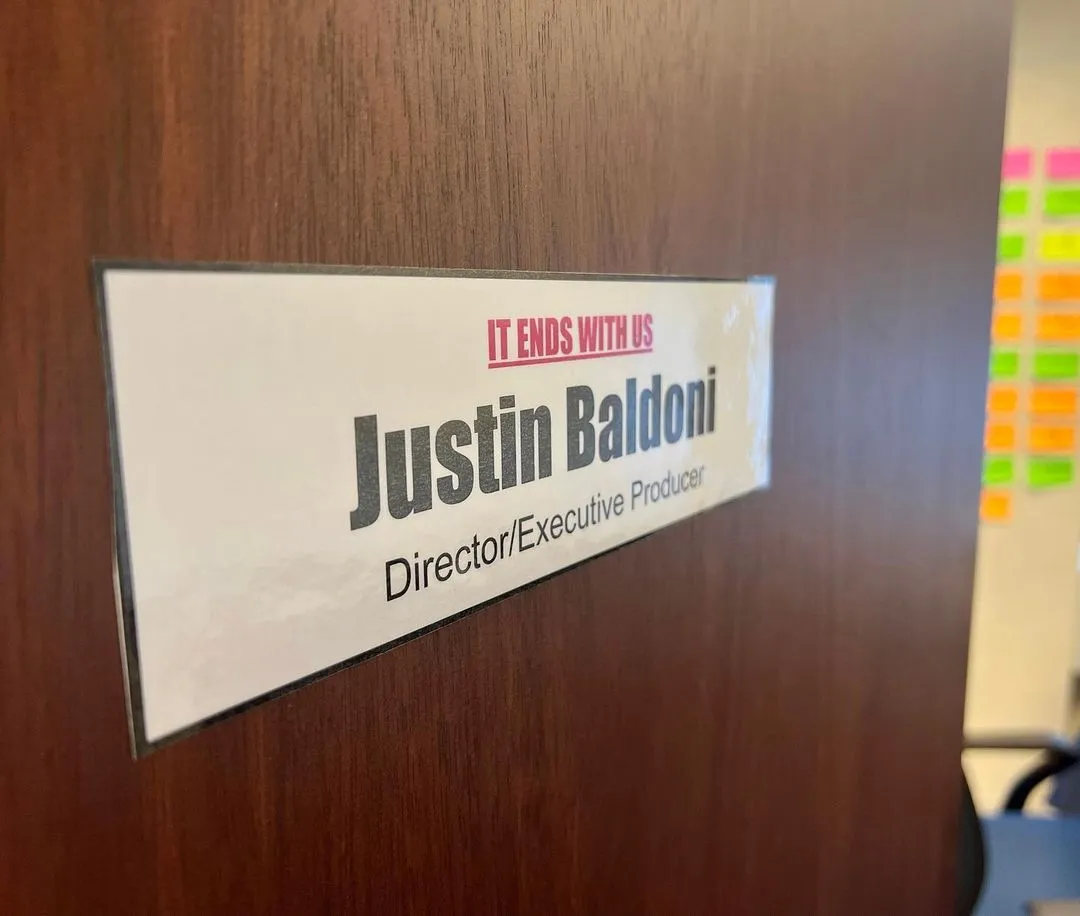 IT ENDS WITH US
Justin Baldoni
Director/Executive Producer